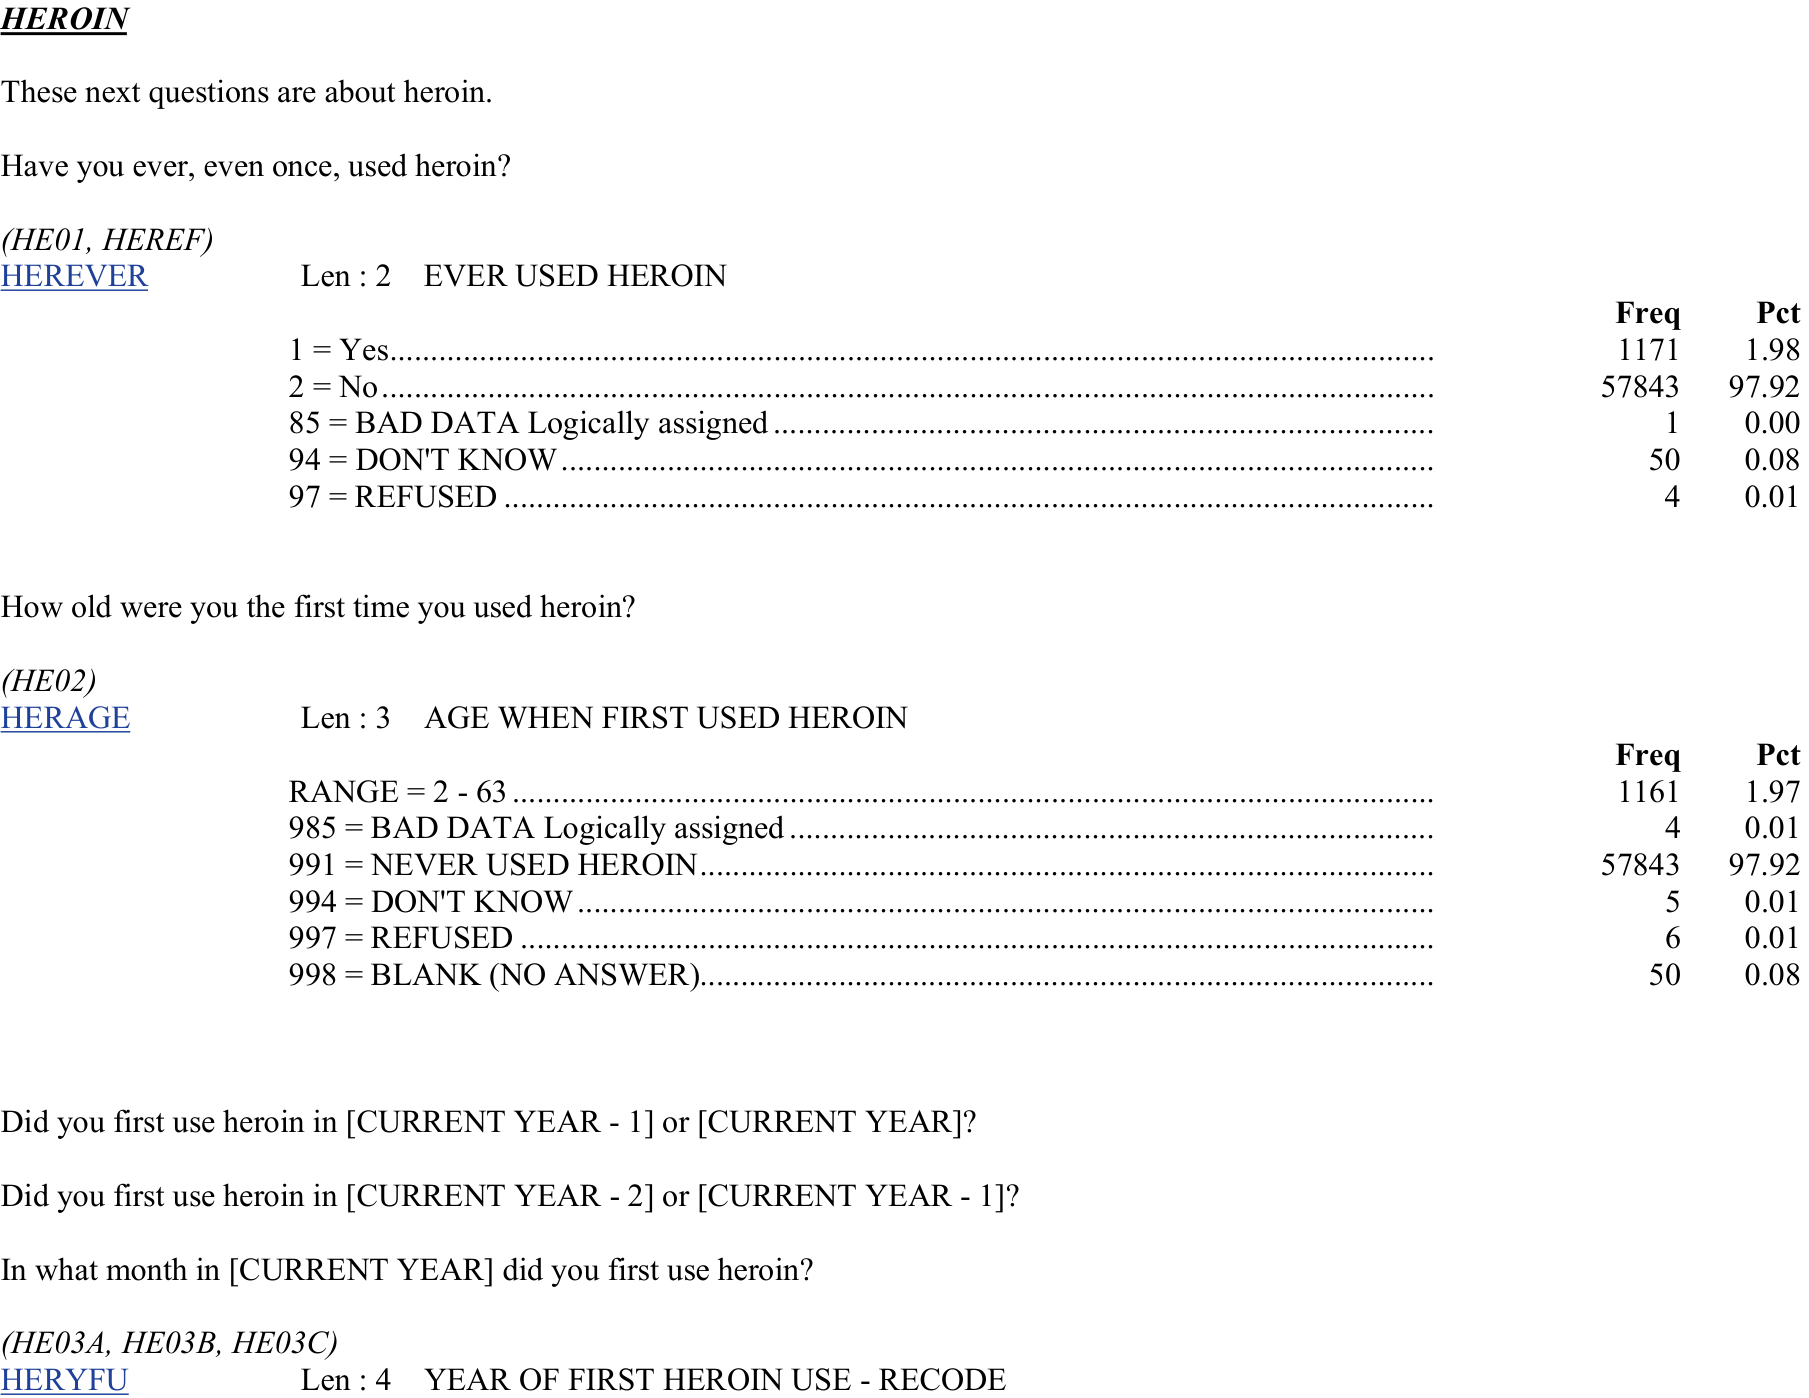 HEROIN
These next questions are about heroin.
Have you ever, even once, used heroin?
(HE01, HEREF)
HEREVER Len : 2 EVER USED HEROIN
Freq Pct
1 = Yes 1171 1.98
2 = No 57843 97.92
85 = BAD DATA Logically assigned 1 0.00
94 = DON'T KNOW 50 0.08
97 = REFUSED 4 0.01
How old were you the first time you used heroin?
(HE02)
HERAGE Len : 3 AGE WHEN FIRST USED HEROIN
Freq Pct
RANGE = 2 - 63 1161 1.97
985 = BAD DATA Logically assigned 4 0.01
991 = NEVER USED HEROIN 57843 97.92
994 = DON'T KNOW 5 0.01
997 = REFUSED 6 0.01
998 = BLANK (NO ANSWER) 50 0.08
Did you first use heroin in [CURRENT YEAR - 1] or [CURRENT YEAR]?
Did you first use heroin in [CURRENT YEAR - 2] or [CURRENT YEAR - 1]?
In what month in [CURRENT YEAR] did you first use heroin?
(HE03A, HE03B, HE03C)
HERYFU Len : 4 YEAR OF FIRST HEROIN USE - RECODE